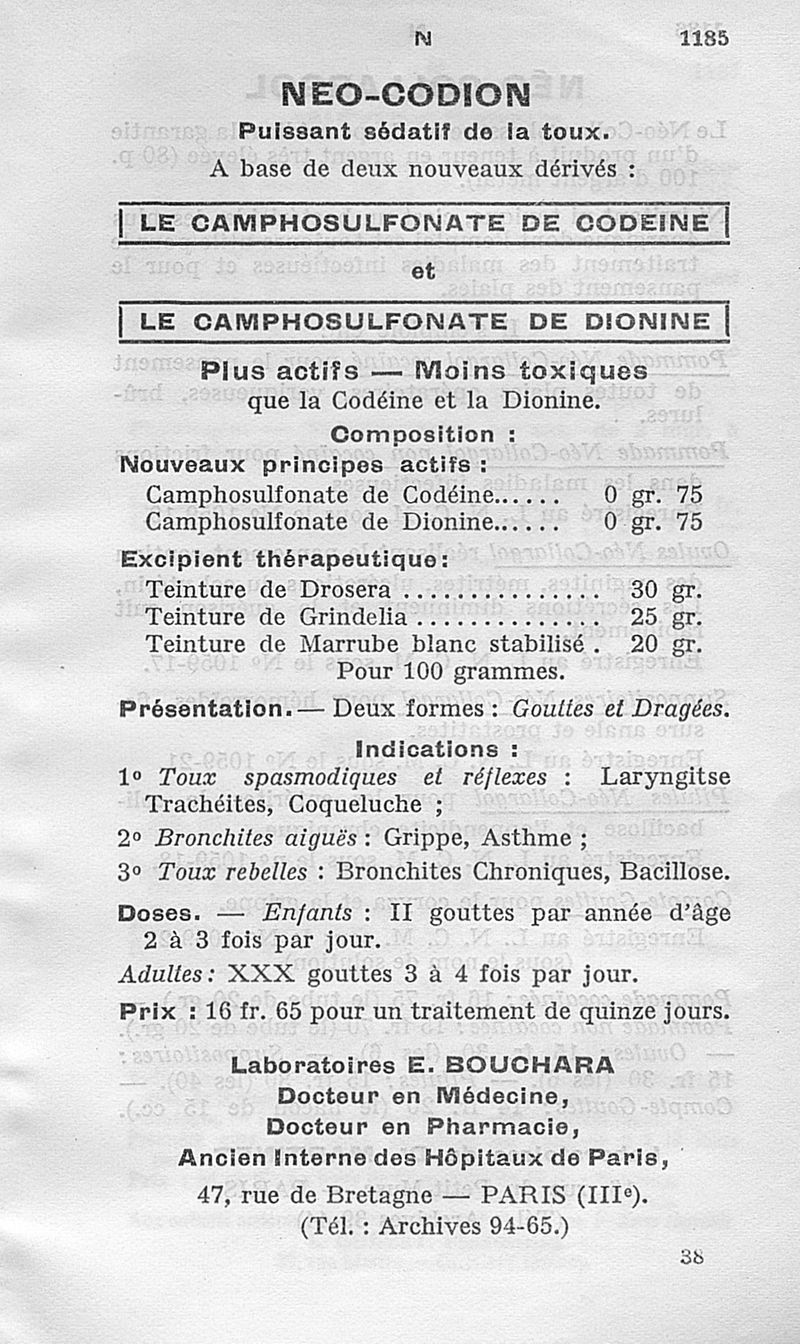 N 1185
NEO-CODION
Puissant sédatif de la toux.
A base de deux nouveaux dérivés :
LE CAMPHOSULFONATE DE CODEINE
et
LE CAMPHOSULFONATE DE DIONINE
Plus actifs — Moins toxiques
que la Codéine et la Dionine.
Composition :
Nouveaux principes actifs :
Camphosulfonate de Codéine...... 0 gr. 75
Camphosulfonate de Dionine...... 0 gr. 75
Excipient thérapeutique:
Teinture de Drosera ............... 30 gr.
Teinture de Grindelia .............. 25 gr.
Teinture de Marrube blanc stabilisé . 20 gr.
Pour 100 grammes.
Présentation.— Deux formes : Gouttes et Dragées.
Indications :
1º Toux spasmodiques et réflexes : Laryngitse
Trachéites, Coqueluche ;
2º Bronchites aiguës : Grippe, Asthme ;
3º Toux rebelles : Bronchites Chroniques, Bacillose.
Doses. — Enfants : II gouttes par année d'âge
2 à 3 fois par jour.
Adultes : XXX gouttes 3 à 4 fois par jour.
Prix : 16 fr. 65 pour un traitement de quinze jours.
Laboratoires E. BOUCHARA
Docteur en Médecine,
Docteur en Pharmacie,
Ancien Interne des Hôpitaux de Paris,
47, rue de Bretagne — PARIS (IIIe).
(Tél. : Archives 94-65.)
38